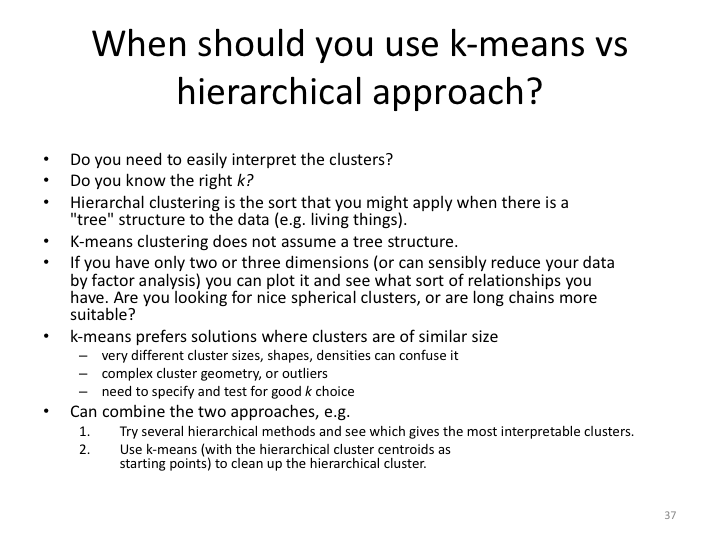 When should you use k-means vs
hierarchical approach?
• Do you need to easily interpret the clusters?
• Do you know the right k?
• Hierarchal clustering is the sort that you might apply when there is a
"tree" structure to the data (e.g. living things).
• K-means clustering does not assume a tree structure.
• If you have only two or three dimensions (or can sensibly reduce your data
by factor analysis) you can plot it and see what sort of relationships you
have. Are you looking for nice spherical clusters, or are long chains more
suitable?
• k-means prefers solutions where clusters are of similar size
– very different cluster sizes, shapes, densities can confuse it
– complex cluster geometry, or outliers
– need to specify and test for good k choice
• Can combine the two approaches, e.g.
1. Try several hierarchical methods and see which gives the most interpretable clusters.
2. Use k-means (with the hierarchical cluster centroids as
starting points) to clean up the hierarchical cluster.
37